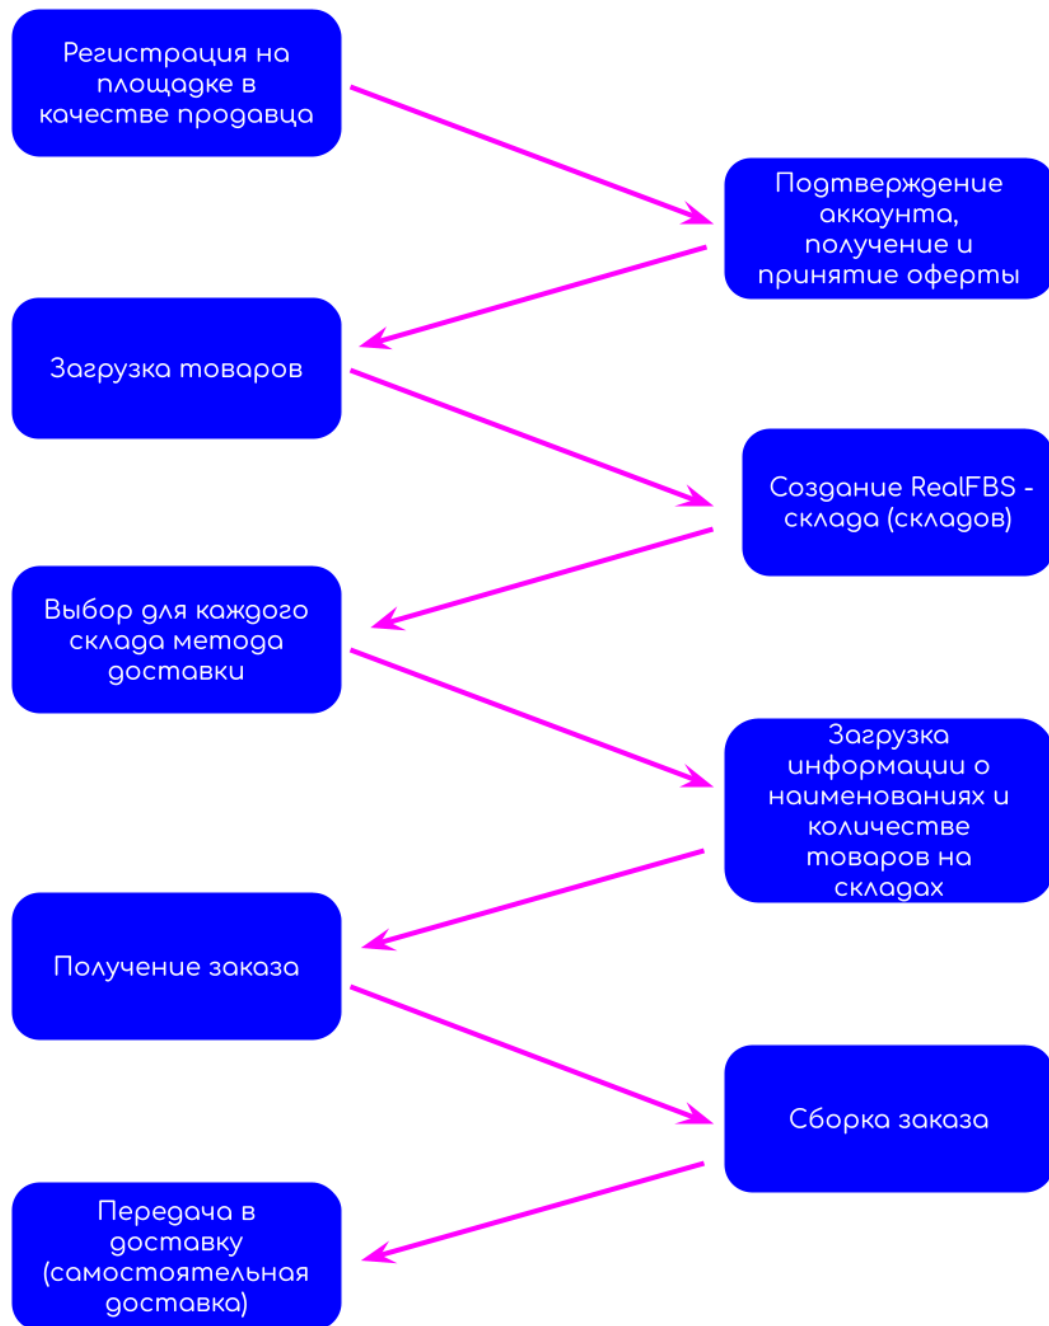 Регистрация на
площадке в
качестве продавца
Подтверждение
аккаунта,
получение и
принятие оферты
Загрузка товаров
Создание RealFBS -
склада (складов)
Выбор для каждого
склада метода
доставки
Загрузка
информации о
наименованиях и
количестве
товаров на
складах
Получение заказа
Сборка заказа
Передача в
доставку
(самостоятельная
доставка)